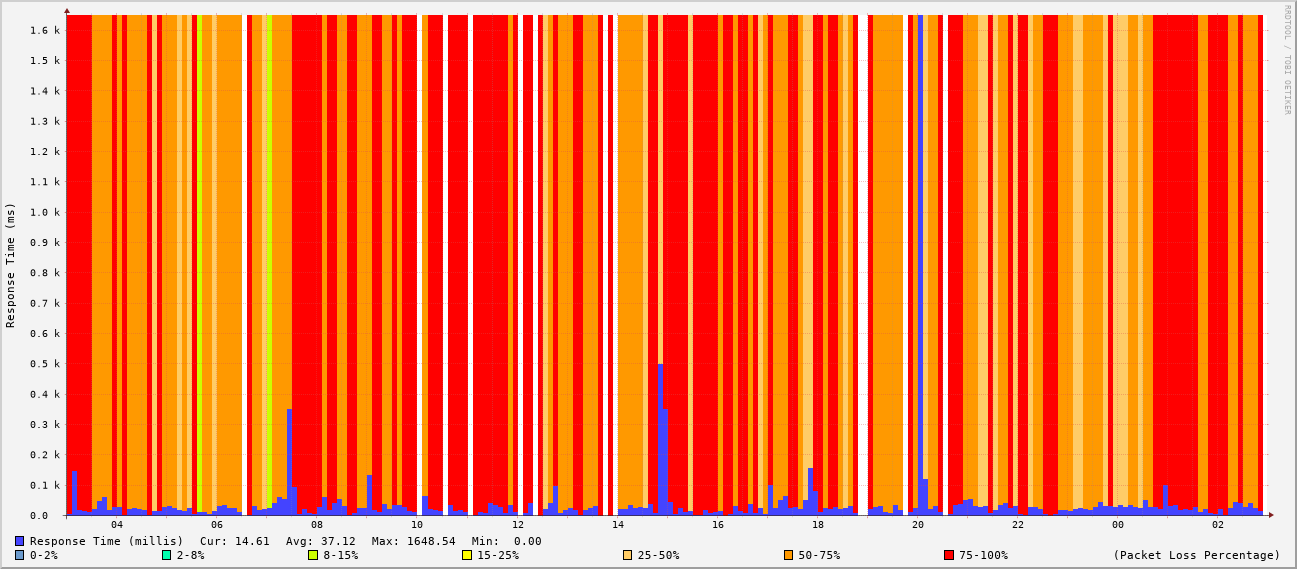 RRDTOOL / TOBI OETIKER
Response Time (ms)
1.6 k
1.5 k
1.4 k
1.3 k
1.2 k
1.1 k
1.0 k
0.9 k
0.8 k
0.7 k
0.6 k
0.5 k
0.4 k
0.3 k
0.2 k
0.1 k
0.0
04 06 08 10 12 14 16 18 20 22 00 02
Response Time (millis) Cur: 14.61 Avg: 37.12 Max: 1648.54 Min: 0.00
0-2% 2-8% 8-15% 15-25% 25-50% 50-75% 75-100% (Packet Loss Percentage)